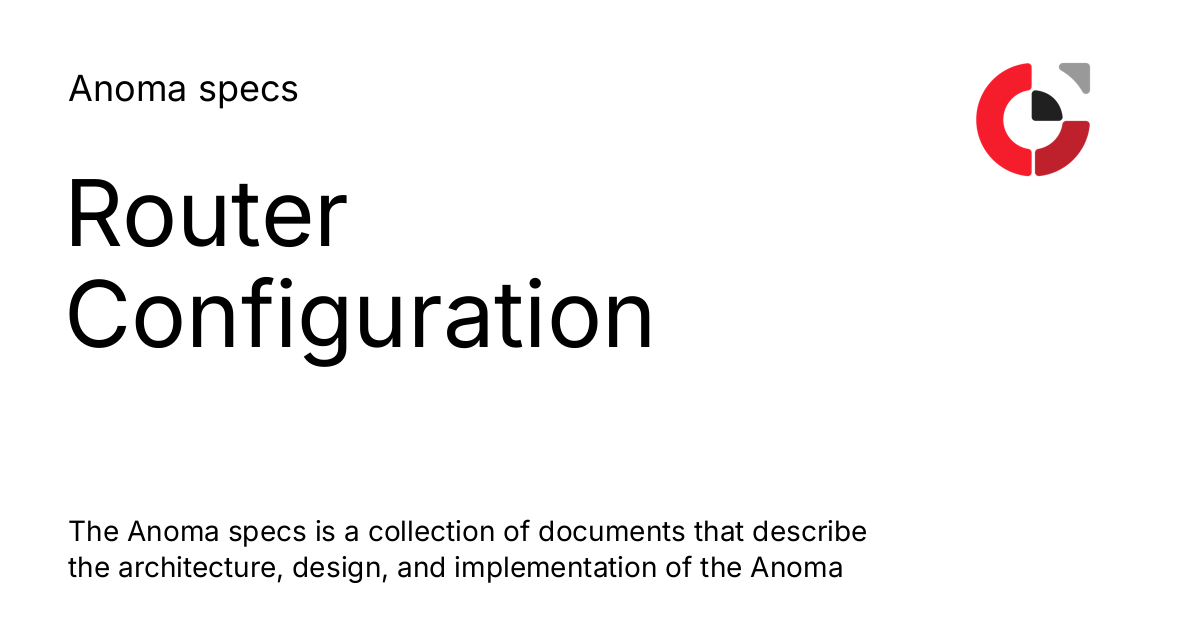 Anoma specs
Router
Configuration
The Anoma specs is a collection of documents that describe
the architecture, design, and implementation of the Anoma